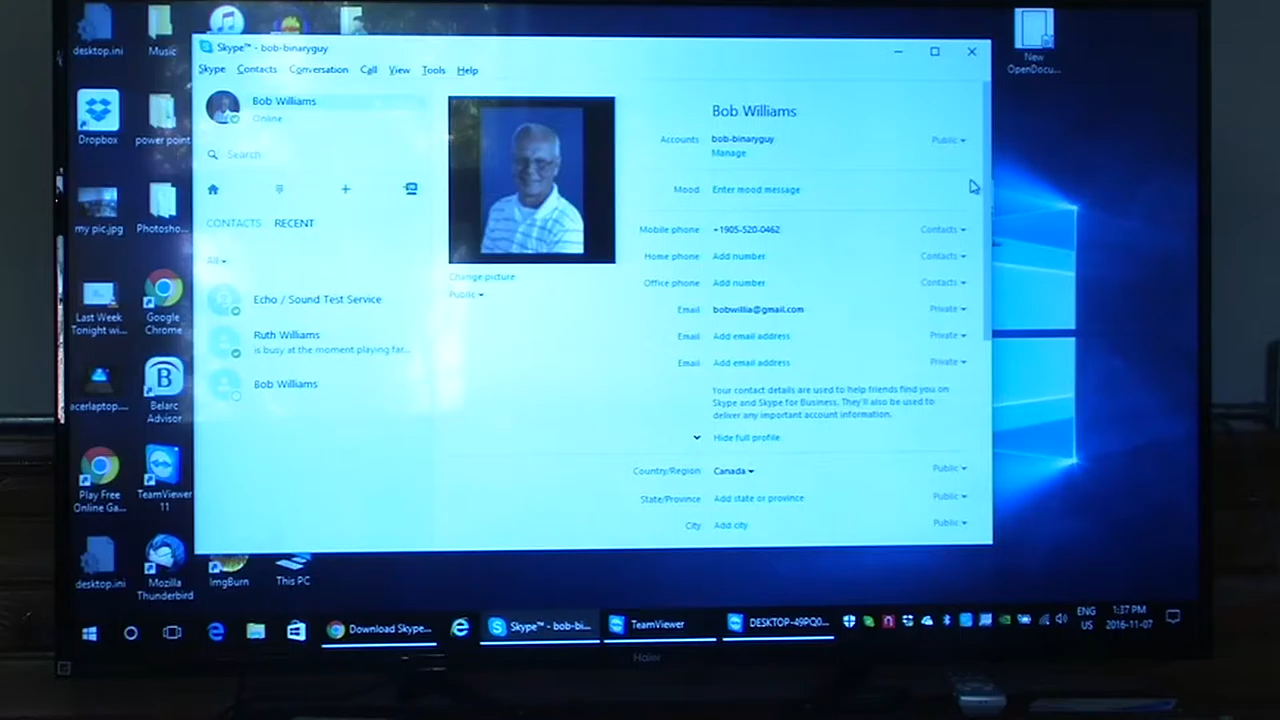 desktop.ini
Music
New
OpenDocu...
Dropbox
power point
my pic.jpg
Photosho...
Last Week
Tonight wi...
Google
Chrome
acerlaptop....
Belarc
Advisor
Play Free
Online Ga...
TeamViewer
11
desktop.ini
Mozilla
Thunderbird
ImgBurn
This PC
Skype™ - bob-binaryguy
Skype Contacts Conversation Call View Tools Help
Bob Williams
Online
Search
CONTACTS RECENT
All
Echo / Sound Test Service
Ruth Williams
is busy at the moment playing far...
Bob Williams
Change picture
Public
Bob Williams
Accounts bob-binaryguy Public
Manage
Mood Enter mood message
Mobile phone +1905-520-0462 Contacts
Home phone Add number Contacts
Office phone Add number Contacts
Email bobwillia@gmail.com Private
Email Add email address Private
Email Add email address Private
Your contact details are used to help friends find you on
Skype and Skype for Business. They'll also be used to
deliver any important account information.
Hide full profile
Country/Region Canada Public
State/Province Add state or province Public
City Add city Public
Download Skype... Skype™ - bob-bi... TeamViewer DESKTOP-49PQ0...
ENG
US
1:37 PM
2016-11-07
Haier